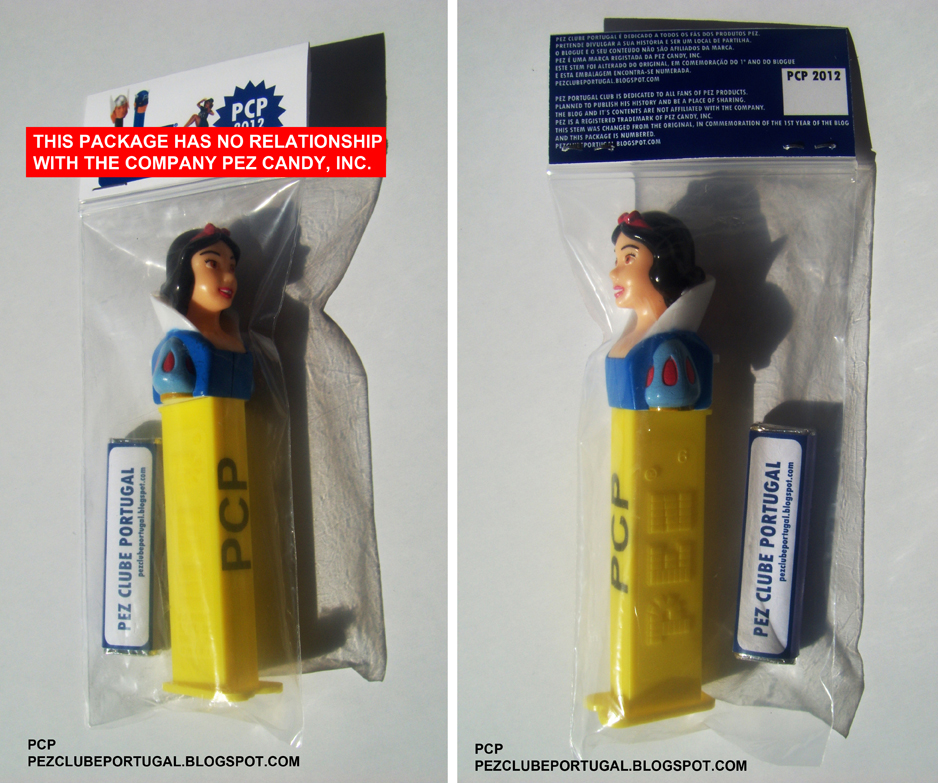 PCP
2012
THIS PACKAGE HAS NO RELATIONSHIP
WITH THE COMPANY PEZ CANDY, INC.
PCP
PEZ CLUBE PORTUGAL
pezclubeportugal.blogspot.com
PCP
PEZCLUBEPORTUGAL.BLOGSPOT.COM
PEZ CLUBE PORTUGAL É DEDICADO A TODOS OS FÃS DOS PRODUTOS PEZ.
PRETENDE DIVULGAR A SUA HISTÓRIA E SER UM LOCAL DE PARTILHA.
O BLOGUE E O SEU CONTEÚDO NÃO SÃO AFILIADOS DA MARCA.
PEZ É UMA MARCA REGISTADA DA PEZ CANDY, INC.
ESTE STEM FOI ALTERADO DO ORIGINAL, EM COMEMORAÇÃO DO 1º ANO DO BLOGUE
E ESTA EMBALAGEM ENCONTRA-SE NUMERADA.
PEZCLUBEPORTUGAL.BLOGSPOT.COM
PEZ PORTUGAL CLUB IS DEDICATED TO ALL FANS OF PEZ PRODUCTS.
PLANNED TO PUBLISH HIS HISTORY AND BE A PLACE OF SHARING.
THE BLOG AND IT'S CONTENTS ARE NOT AFFILIATED WITH THE COMPANY.
PEZ IS A REGISTERED TRADEMARK OF PEZ CANDY, INC.
THIS STEM WAS CHANGED FROM THE ORIGINAL, IN COMMEMORATION OF THE 1ST YEAR OF THE BLOG
AND THIS PACKAGE IS NUMBERED.
PEZCLUBEPORTUGAL.BLOGSPOT.COM
PCP 2012
6
PEZ
PCP
PEZ CLUBE PORTUGAL
pezclubeportugal.blogspot.com
PCP
PEZCLUBEPORTUGAL.BLOGSPOT.COM